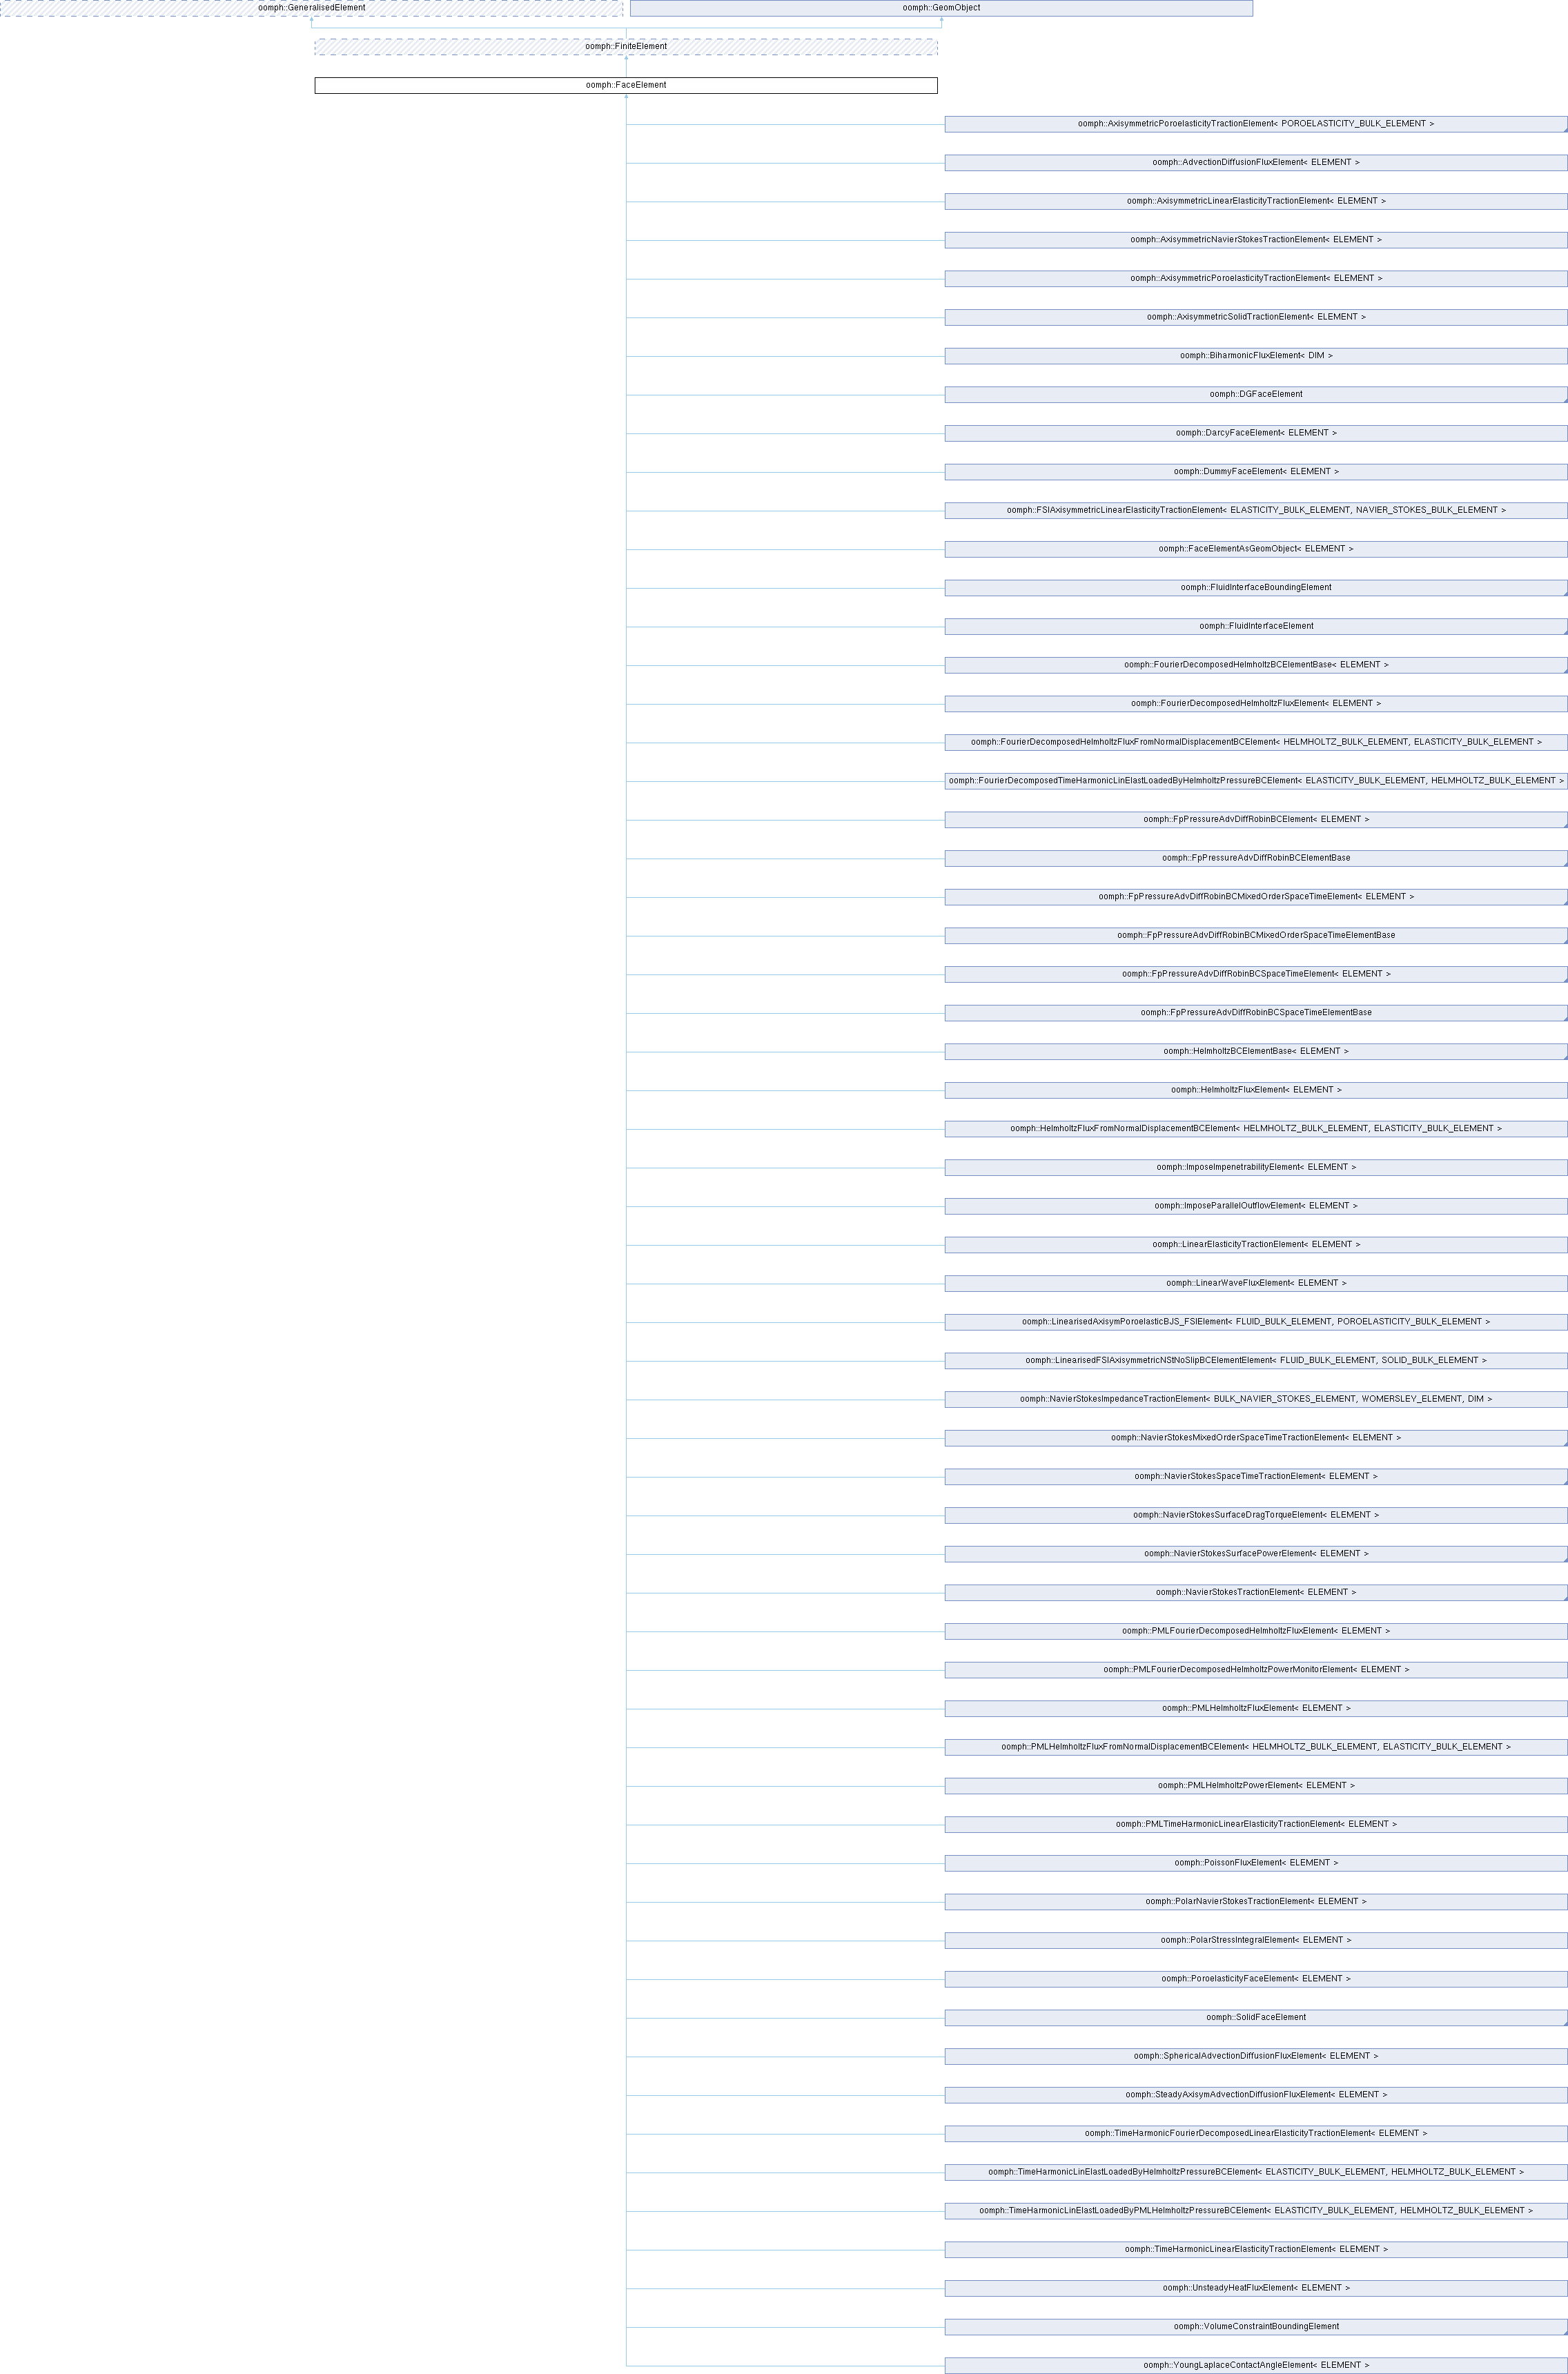 oomph::GeneralisedElement
oomph::GeomObject
oomph::FiniteElement
oomph::FaceElement
oomph::AxisymmetricPoroelasticityTractionElement< POROELASTICITY_BULK_ELEMENT >
oomph::AdvectionDiffusionFluxElement< ELEMENT >
oomph::AxisymmetricLinearElasticityTractionElement< ELEMENT >
oomph::AxisymmetricNavierStokesTractionElement< ELEMENT >
oomph::AxisymmetricPoroelasticityTractionElement< ELEMENT >
oomph::AxisymmetricSolidTractionElement< ELEMENT >
oomph::BiharmonicFluxElement< DIM >
oomph::DGFaceElement
oomph::DarcyFaceElement< ELEMENT >
oomph::DummyFaceElement< ELEMENT >
oomph::FSIAxisymmetricLinearElasticityTractionElement< ELASTICITY_BULK_ELEMENT, NAVIER_STOKES_BULK_ELEMENT >
oomph::FaceElementAsGeomObject< ELEMENT >
oomph::FluidInterfaceBoundingElement
oomph::FluidInterfaceElement
oomph::FourierDecomposedHelmholtzBCElementBase< ELEMENT >
oomph::FourierDecomposedHelmholtzFluxElement< ELEMENT >
oomph::FourierDecomposedHelmholtzFluxFromNormalDisplacementBCElement< HELMHOLTZ_BULK_ELEMENT, ELASTICITY_BULK_ELEMENT >
oomph::FourierDecomposedTimeHarmonicLinElastLoadedByHelmholtzPressureBCElement< ELASTICITY_BULK_ELEMENT, HELMHOLTZ_BULK_ELEMENT >
oomph::FpPressureAdvDiffRobinBCElement< ELEMENT >
oomph::FpPressureAdvDiffRobinBCElementBase
oomph::FpPressureAdvDiffRobinBCMixedOrderSpaceTimeElement< ELEMENT >
oomph::FpPressureAdvDiffRobinBCMixedOrderSpaceTimeElementBase
oomph::FpPressureAdvDiffRobinBCSpaceTimeElement< ELEMENT >
oomph::FpPressureAdvDiffRobinBCSpaceTimeElementBase
oomph::HelmholtzBCElementBase< ELEMENT >
oomph::HelmholtzFluxElement< ELEMENT >
oomph::HelmholtzFluxFromNormalDisplacementBCElement< HELMHOLTZ_BULK_ELEMENT, ELASTICITY_BULK_ELEMENT >
oomph::ImposeImpenetrabilityElement< ELEMENT >
oomph::ImposeParallelOutflowElement< ELEMENT >
oomph::LinearElasticityTractionElement< ELEMENT >
oomph::LinearWaveFluxElement< ELEMENT >
oomph::LinearisedAxisymPoroelasticBJS_FSIElement< FLUID_BULK_ELEMENT, POROELASTICITY_BULK_ELEMENT >
oomph::LinearisedFSIAxisymmetricNStNoSlipBCElementElement< FLUID_BULK_ELEMENT, SOLID_BULK_ELEMENT >
oomph::NavierStokesImpedanceTractionElement< BULK_NAVIER_STOKES_ELEMENT, WOMERSLEY_ELEMENT, DIM >
oomph::NavierStokesMixedOrderSpaceTimeTractionElement< ELEMENT >
oomph::NavierStokesSpaceTimeTractionElement< ELEMENT >
oomph::NavierStokesSurfaceDragTorqueElement< ELEMENT >
oomph::NavierStokesSurfacePowerElement< ELEMENT >
oomph::NavierStokesTractionElement< ELEMENT >
oomph::PMLFourierDecomposedHelmholtzFluxElement< ELEMENT >
oomph::PMLFourierDecomposedHelmholtzPowerMonitorElement< ELEMENT >
oomph::PMLHelmholtzFluxElement< ELEMENT >
oomph::PMLHelmholtzFluxFromNormalDisplacementBCElement< HELMHOLTZ_BULK_ELEMENT, ELASTICITY_BULK_ELEMENT >
oomph::PMLHelmholtzPowerElement< ELEMENT >
oomph::PMLTimeHarmonicLinearElasticityTractionElement< ELEMENT >
oomph::PoissonFluxElement< ELEMENT >
oomph::PolarNavierStokesTractionElement< ELEMENT >
oomph::PolarStressIntegralElement< ELEMENT >
oomph::PoroelasticityFaceElement< ELEMENT >
oomph::SolidFaceElement
oomph::SphericalAdvectionDiffusionFluxElement< ELEMENT >
oomph::SteadyAxisymAdvectionDiffusionFluxElement< ELEMENT >
oomph::TimeHarmonicFourierDecomposedLinearElasticityTractionElement< ELEMENT >
oomph::TimeHarmonicLinElastLoadedByHelmholtzPressureBCElement< ELASTICITY_BULK_ELEMENT, HELMHOLTZ_BULK_ELEMENT >
oomph::TimeHarmonicLinElastLoadedByPMLHelmholtzPressureBCElement< ELASTICITY_BULK_ELEMENT, HELMHOLTZ_BULK_ELEMENT >
oomph::TimeHarmonicLinearElasticityTractionElement< ELEMENT >
oomph::UnsteadyHeatFluxElement< ELEMENT >
oomph::VolumeConstraintBoundingElement
oomph::YoungLaplaceContactAngleElement< ELEMENT >